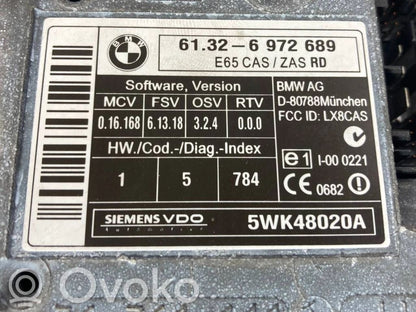 BMW
61.32-6 972 689
E65 CAS/ZAS RD
Software, Version
MCV FSV OSV RTV
0.16.168 6.13.18 3.2.4 0.0.0
HW./Cod.-/Diag.-Index
1 5 784
BMW AG
D-80788München
FCC ID: LX8CAS
e1 I-00 0221
CE 0682 !
SIEMENS VDO
Automotive
5WK48020A
Ovoko